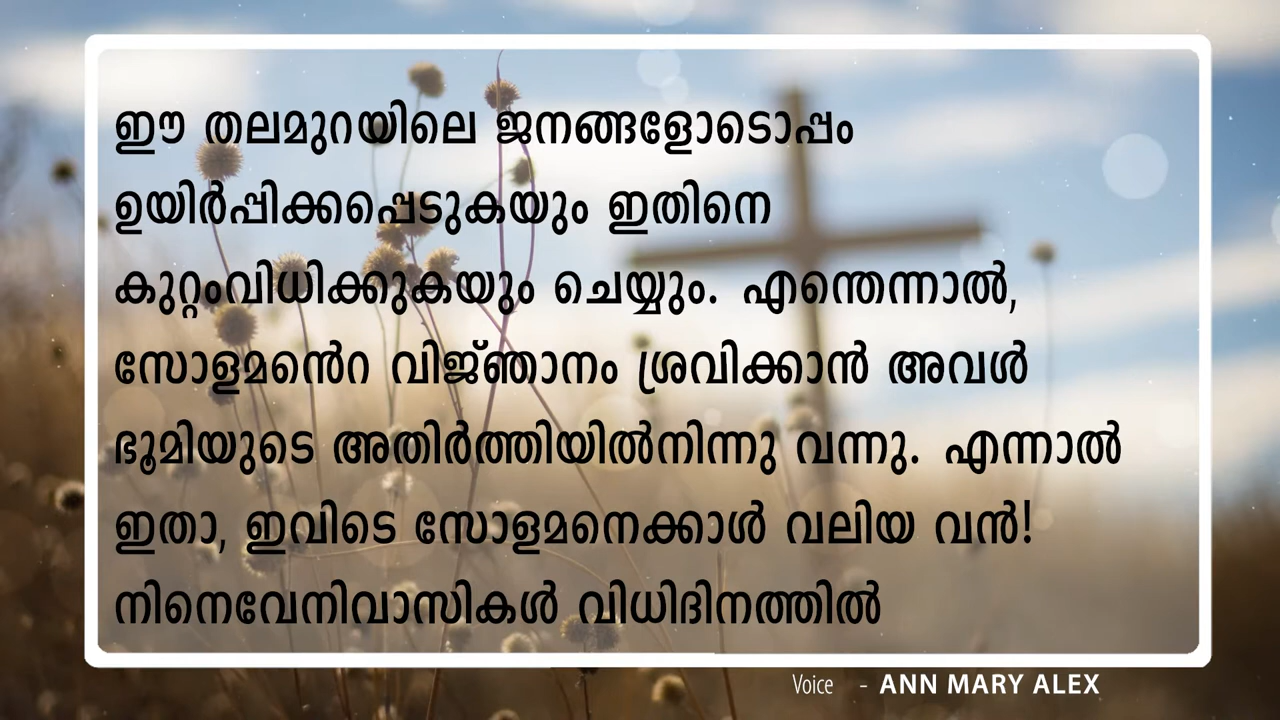 ഈ തലമുറയിലെ ജനങ്ങളോടൊപ്പം
ഉയിർപ്പിക്കപ്പെടുകയും ഇതിനെ
കുറ്റംവിധിക്കുകയും ചെയ്യും. എന്തെന്നാൽ,
സോളമൻെറ വിജ്ഞാനം ശ്രവിക്കാൻ അവൾ
ഭൂമിയുടെ അതിർത്തിയിൽനിന്നു വന്നു. എന്നാൽ
ഇതാ, ഇവിടെ സോളമനെക്കാൾ വലിയ വൻ!
നിനെവേനിവാസികൾ വിധിദിനത്തിൽ
Voice - ANN MARY ALEX